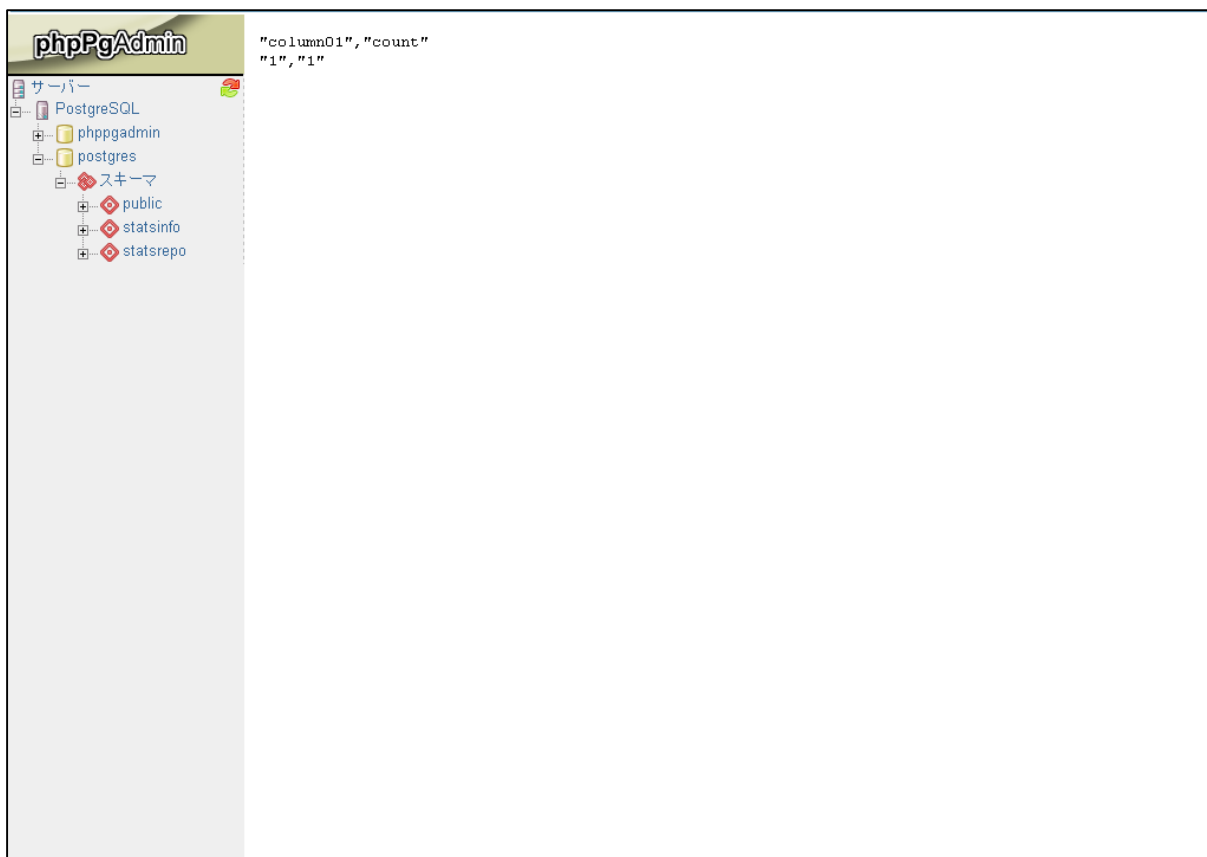 phpPgAdmin
サーバー
PostgreSQL
phppgadmin
postgres
スキーマ
public
statsinfo
statsrepo
"column01","count"
"1","1"